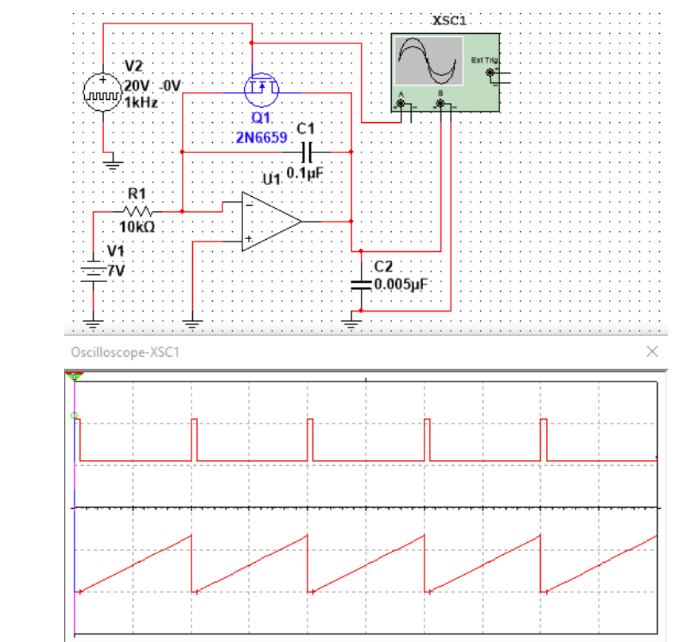 XSC1
Ext Trig
V2
20V -0V
1kHz
A
B
Q1
2N6659
C1
0.1µF
U1
R1
10kΩ
V1
7V
C2
0.005µF
Oscilloscope-XSC1